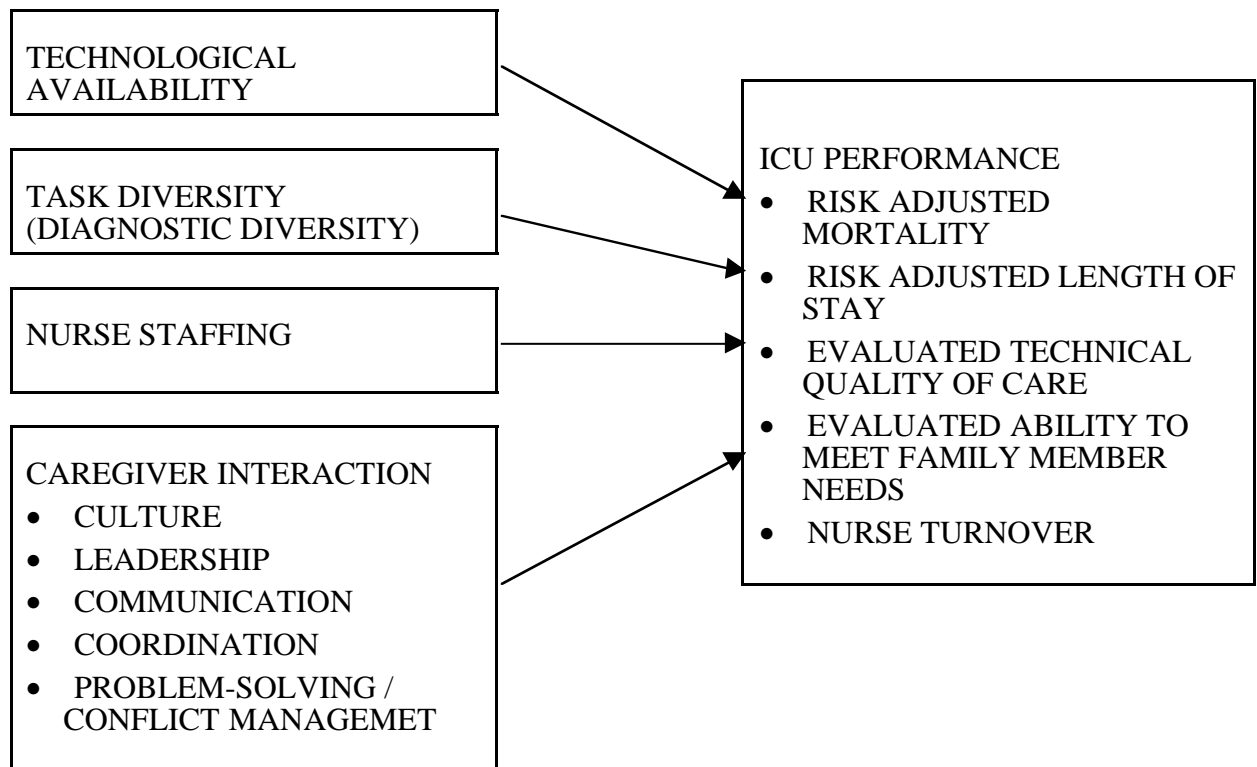 TECHNOLOGICAL
AVAILABILITY
TASK DIVERSITY
(DIAGNOSTIC DIVERSITY)
NURSE STAFFING
CAREGIVER INTERACTION
• CULTURE
• LEADERSHIP
• COMMUNICATION
• COORDINATION
• PROBLEM-SOLVING /
CONFLICT MANAGEMET
ICU PERFORMANCE
• RISK ADJUSTED
MORTALITY
• RISK ADJUSTED LENGTH OF
STAY
• EVALUATED TECHNICAL
QUALITY OF CARE
• EVALUATED ABILITY TO
MEET FAMILY MEMBER
NEEDS
• NURSE TURNOVER